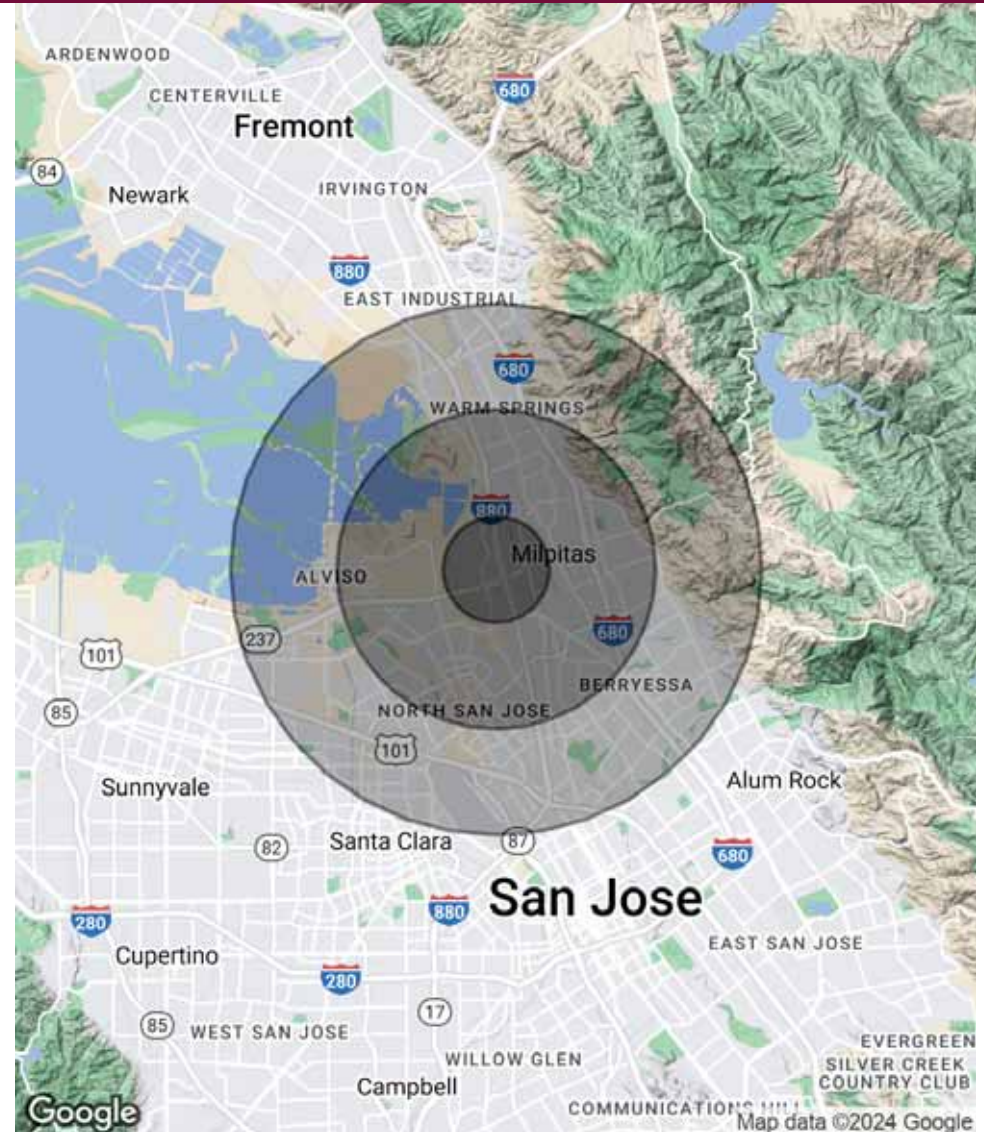 ARDENWOOD
CENTERVILLE
680
Fremont
84
Newark
IRVINGTON
880
EAST INDUSTRIAL
680
WARM SPRINGS
880
Milpitas
ALVISO
237
680
101
BERRYESSA
85
NORTH SAN JOSE
101
Sunnyvale
Alum Rock
Santa Clara
87
82
680
San Jose
880
280
EAST SAN JOSE
Cupertino
280
17
85
WEST SAN JOSE
EVERGREEN
WILLOW GLEN
SILVER CREEK
COUNTRY CLUB
Campbell
COMMUNICATIONS HILL
Google
Map data ©2024 Google